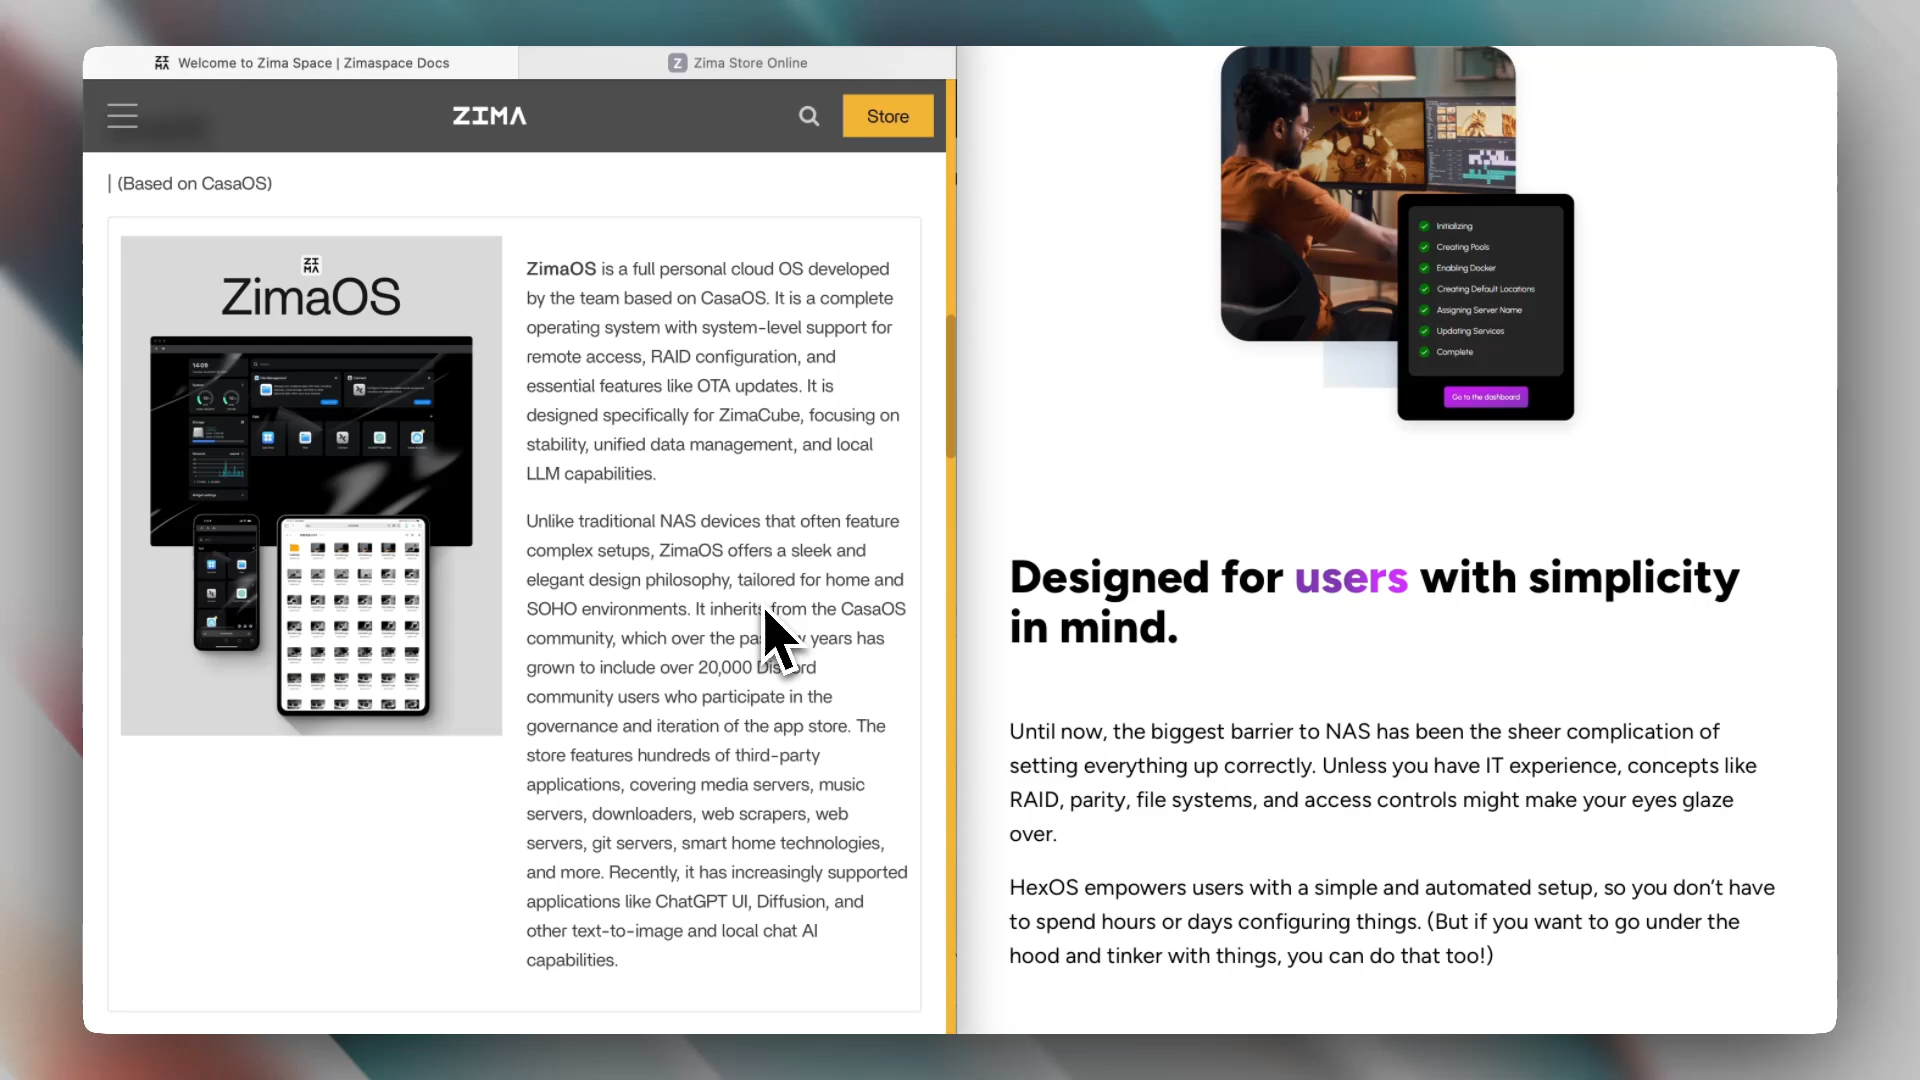 Welcome to Zima Space | Zimaspace Docs
Z Zima Store Online
ZIMA
Store
| (Based on CasaOS)
ZimaOS
ZimaOS is a full personal cloud OS developed
by the team based on CasaOS. It is a complete
operating system with system-level support for
remote access, RAID configuration, and
essential features like OTA updates. It is
designed specifically for ZimaCube, focusing on
stability, unified data management, and local
LLM capabilities.
Unlike traditional NAS devices that often feature
complex setups, ZimaOS offers a sleek and
elegant design philosophy, tailored for home and
SOHO environments. It inherits from the CasaOS
community, which over the years has
grown to include over 20,000
community users who participate in the
governance and iteration of the app store. The
store features hundreds of third-party
applications, covering media servers, music
servers, downloaders, web scrapers, web
servers, git servers, smart home technologies,
and more. Recently, it has increasingly supported
applications like ChatGPT UI, Diffusion, and
other text-to-image and local chat AI
capabilities.
Initializing
Creating Pools
Enabling Docker
Creating Default Locations
Assigning Server Name
Updating Services
Complete
Go to the dashboard
Designed for users with simplicity
in mind.
Until now, the biggest barrier to NAS has been the sheer complication of
setting everything up correctly. Unless you have IT experience, concepts like
RAID, parity, file systems, and access controls might make your eyes glaze
over.
HexOS empowers users with a simple and automated setup, so you don't have
to spend hours or days configuring things. (But if you want to go under the
hood and tinker with things, you can do that too!)